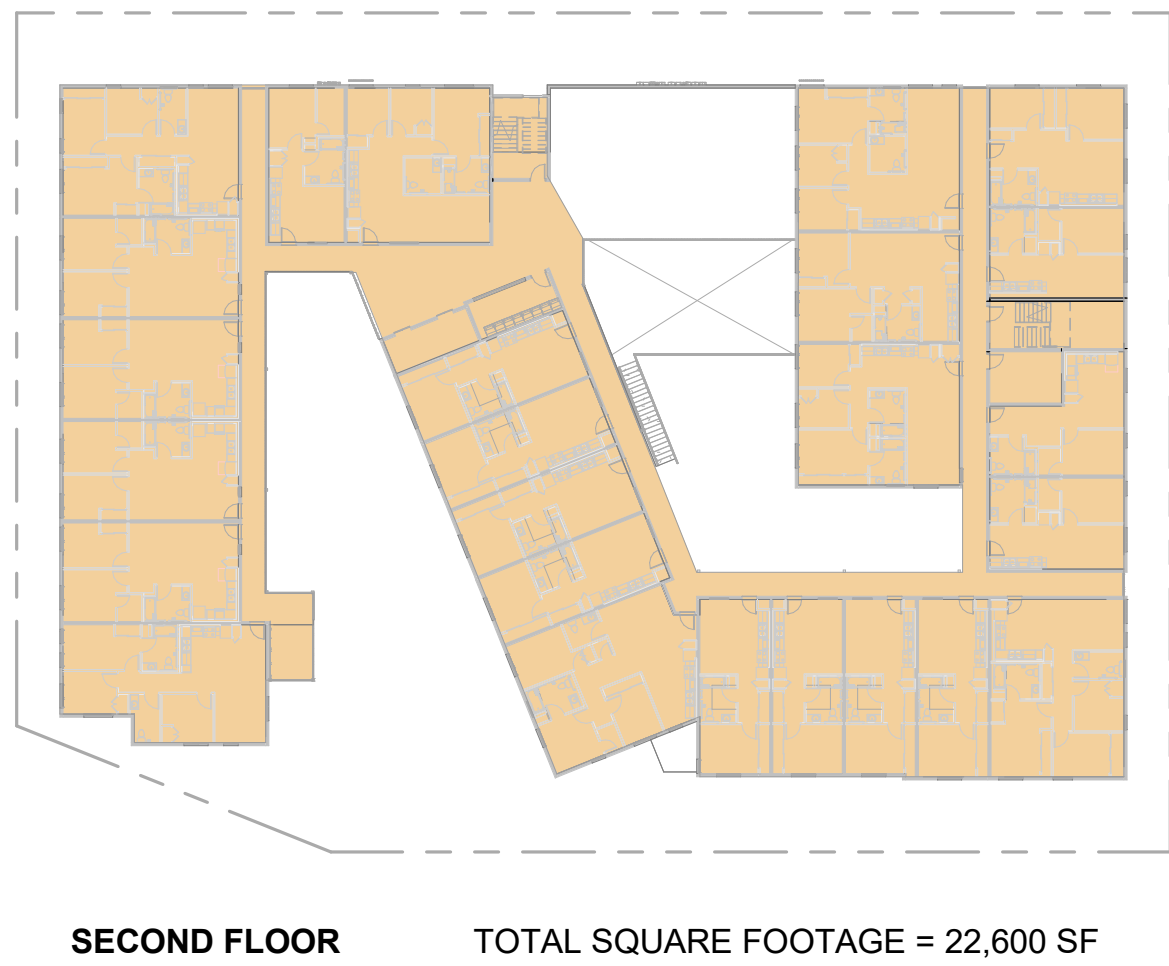 SECOND FLOOR TOTAL SQUARE FOOTAGE = 22,600 SF